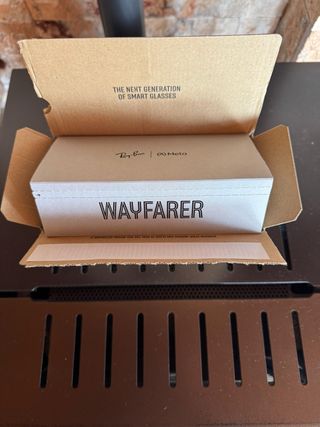 THE NEXT GENERATION
OF SMART GLASSES
Ray-Ban | Meta
WAYFARER